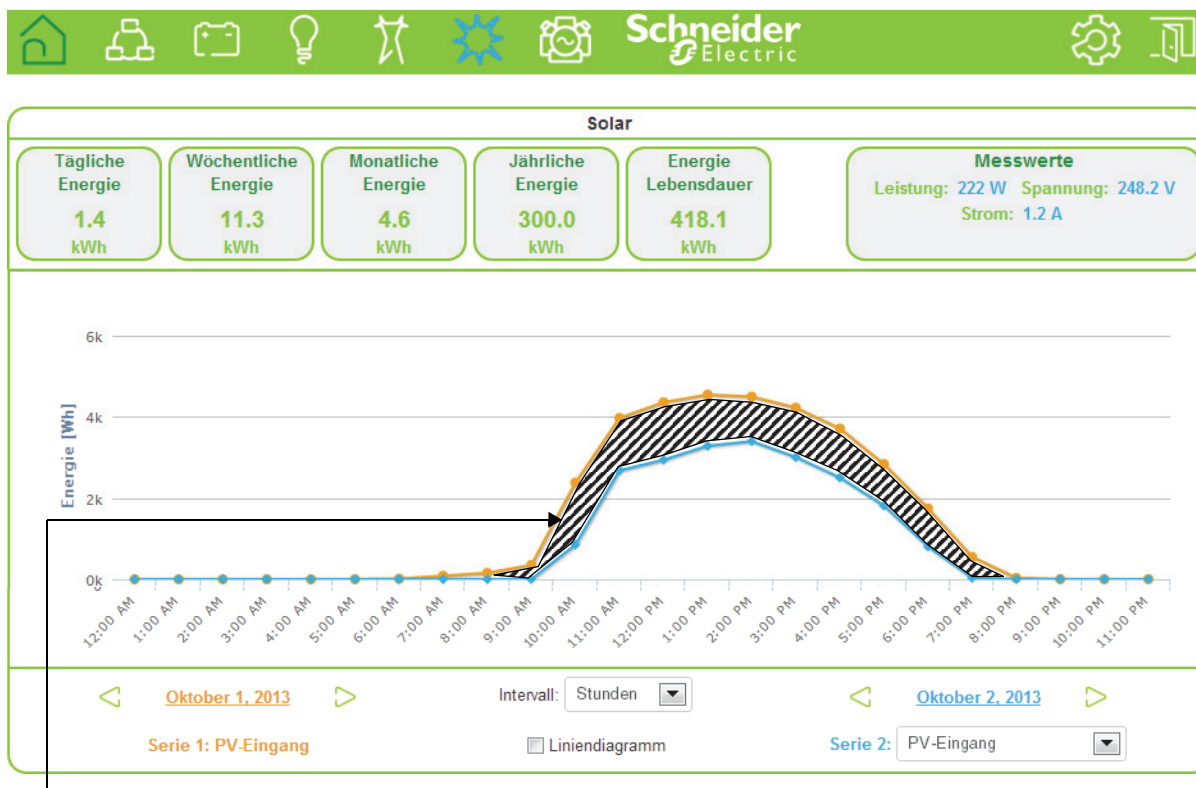 Schneider
Electric
Solar
Tägliche
Energie
1.4
kWh
Wöchentliche
Energie
11.3
kWh
Monatliche
Energie
4.6
kWh
Jährliche
Energie
300.0
kWh
Energie
Lebensdauer
418.1
kWh
Messwerte
Leistung: 222 W Spannung: 248.2 V
Strom: 1.2 A
Energie [Wh]
6k
4k
2k
0k
12:00 AM
1:00 AM
2:00 AM
3:00 AM
4:00 AM
5:00 AM
6:00 AM
7:00 AM
8:00 AM
9:00 AM
10:00 AM
11:00 AM
12:00 PM
1:00 PM
2:00 PM
3:00 PM
4:00 PM
5:00 PM
6:00 PM
7:00 PM
8:00 PM
9:00 PM
10:00 PM
11:00 PM
Oktober 1, 2013
Intervall: Stunden
Oktober 2, 2013
Serie 1: PV-Eingang
Liniendiagramm
Serie 2: PV-Eingang